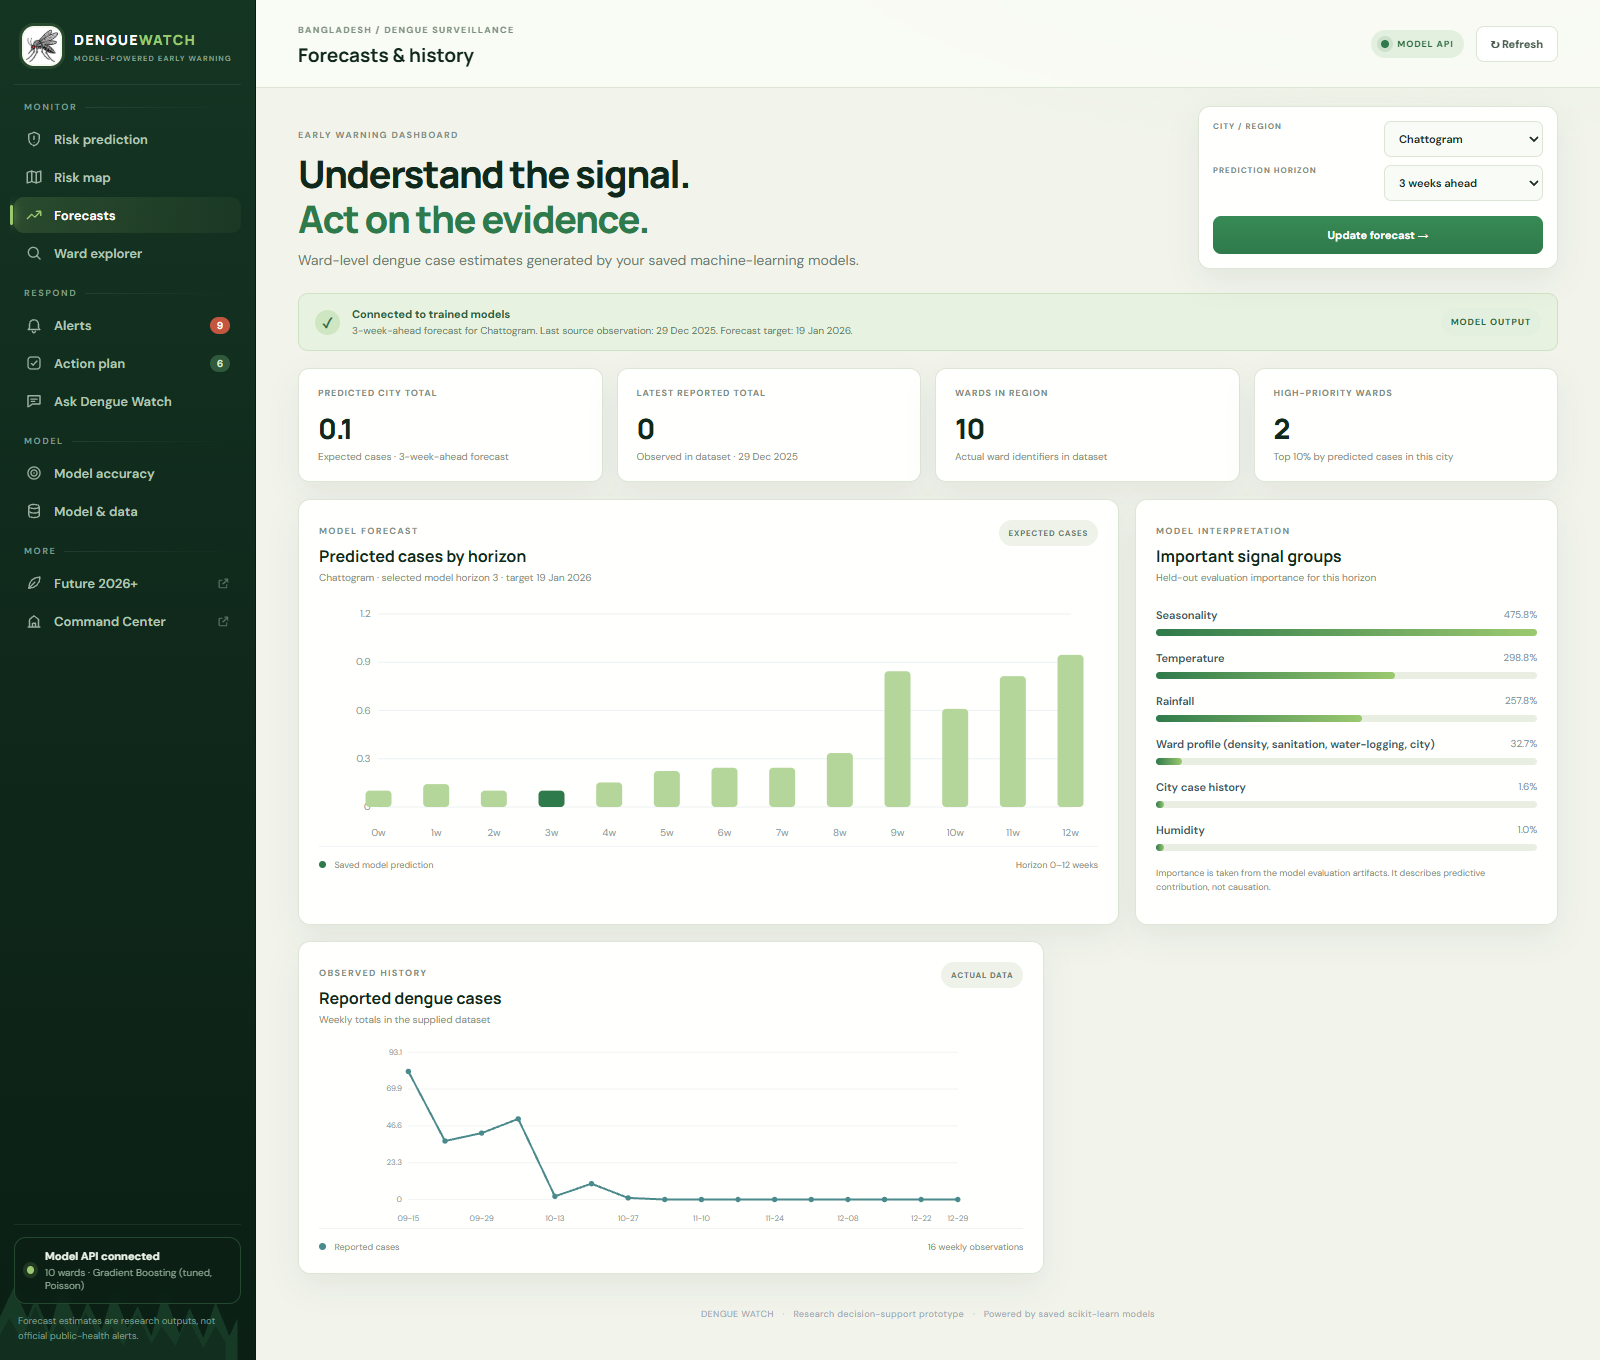 DENGUEWATCH
MODEL-POWERED EARLY WARNING
MONITOR
Risk prediction
Risk map
Forecasts
Ward explorer
RESPOND
Alerts 9
Action plan 6
Ask Dengue Watch
MODEL
Model accuracy
Model & data
MORE
Future 2026+
Command Center
Model API connected
10 wards · Gradient Boosting (tuned,
Poisson)
Forecast estimates are research outputs, not
official public-health alerts.
BANGLADESH / DENGUE SURVEILLANCE
Forecasts & history
MODEL API
↻ Refresh
EARLY WARNING DASHBOARD
Understand the signal.
Act on the evidence.
Ward-level dengue case estimates generated by your saved machine-learning models.
CITY / REGION
Chattogram
PREDICTION HORIZON
3 weeks ahead
Update forecast →
✓
Connected to trained models
3-week-ahead forecast for Chattogram. Last source observation: 29 Dec 2025. Forecast target: 19 Jan 2026.
MODEL OUTPUT
PREDICTED CITY TOTAL
0.1
Expected cases · 3-week-ahead forecast
LATEST REPORTED TOTAL
0
Observed in dataset · 29 Dec 2025
WARDS IN REGION
10
Actual ward identifiers in dataset
HIGH-PRIORITY WARDS
2
Top 10% by predicted cases in this city
MODEL FORECAST
Predicted cases by horizon
Chattogram · selected model horizon 3 · target 19 Jan 2026
EXPECTED CASES
1.2
0.9
0.6
0.3
0
0w 1w 2w 3w 4w 5w 6w 7w 8w 9w 10w 11w 12w
Saved model prediction
Horizon 0–12 weeks
MODEL INTERPRETATION
Important signal groups
Held-out evaluation importance for this horizon
Seasonality 475.8%
Temperature 298.8%
Rainfall 257.8%
Ward profile (density, sanitation, water-logging, city) 32.7%
City case history 1.6%
Humidity 1.0%
Importance is taken from the model evaluation artifacts. It describes predictive
contribution, not causation.
OBSERVED HISTORY
Reported dengue cases
Weekly totals in the supplied dataset
ACTUAL DATA
93.1
69.9
46.6
23.3
0
09-15 09-29 10-13 10-27 11-10 11-24 12-08 12-22 12-29
Reported cases
16 weekly observations
DENGUE WATCH · Research decision-support prototype · Powered by saved scikit-learn models